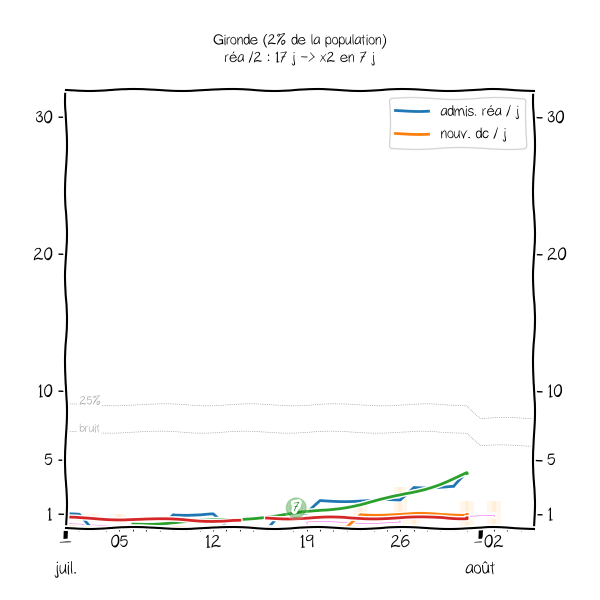 Gironde (2% de la population)
réa /2 : 17 j -> x2 en 7 j
admis. réa / j
nouv. dc / j
30 30
20 20
10 10
25%
bruit
5 5
7
1 1
05 12 19 26 02
juil. août